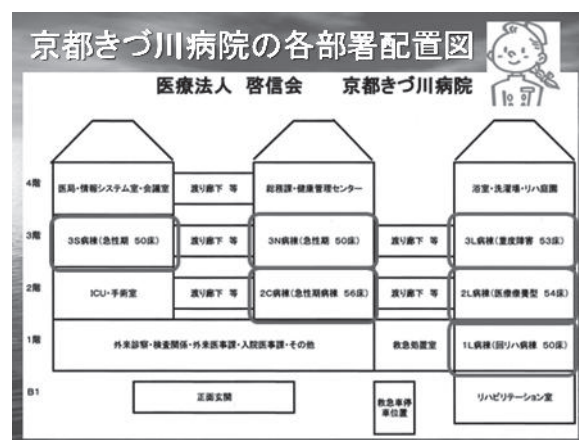 京都きづ川病院の各部署配置図
医療法人 啓信会 京都きづ川病院
4階 医局・情報システム室・会議室 渡り廊下 等 総務課・健康管理センター 浴室・洗濯場・リハ庭園
3階 3S病棟(急性期 50床) 渡り廊下 等 3N病棟(急性期 50床) 渡り廊下 等 3L病棟(重度障害 53床)
2階 ICU・手術室 渡り廊下 等 2C病棟(急性期病棟 56床) 渡り廊下 等 2L病棟(医療療養型 54床)
1階 外来診察・検査関係・外来医事課・入院医事課・その他 救急処置室 1L病棟(回リハ病棟 50床)
B1 正面玄関 救急車停 リハビリテーション室
車位置